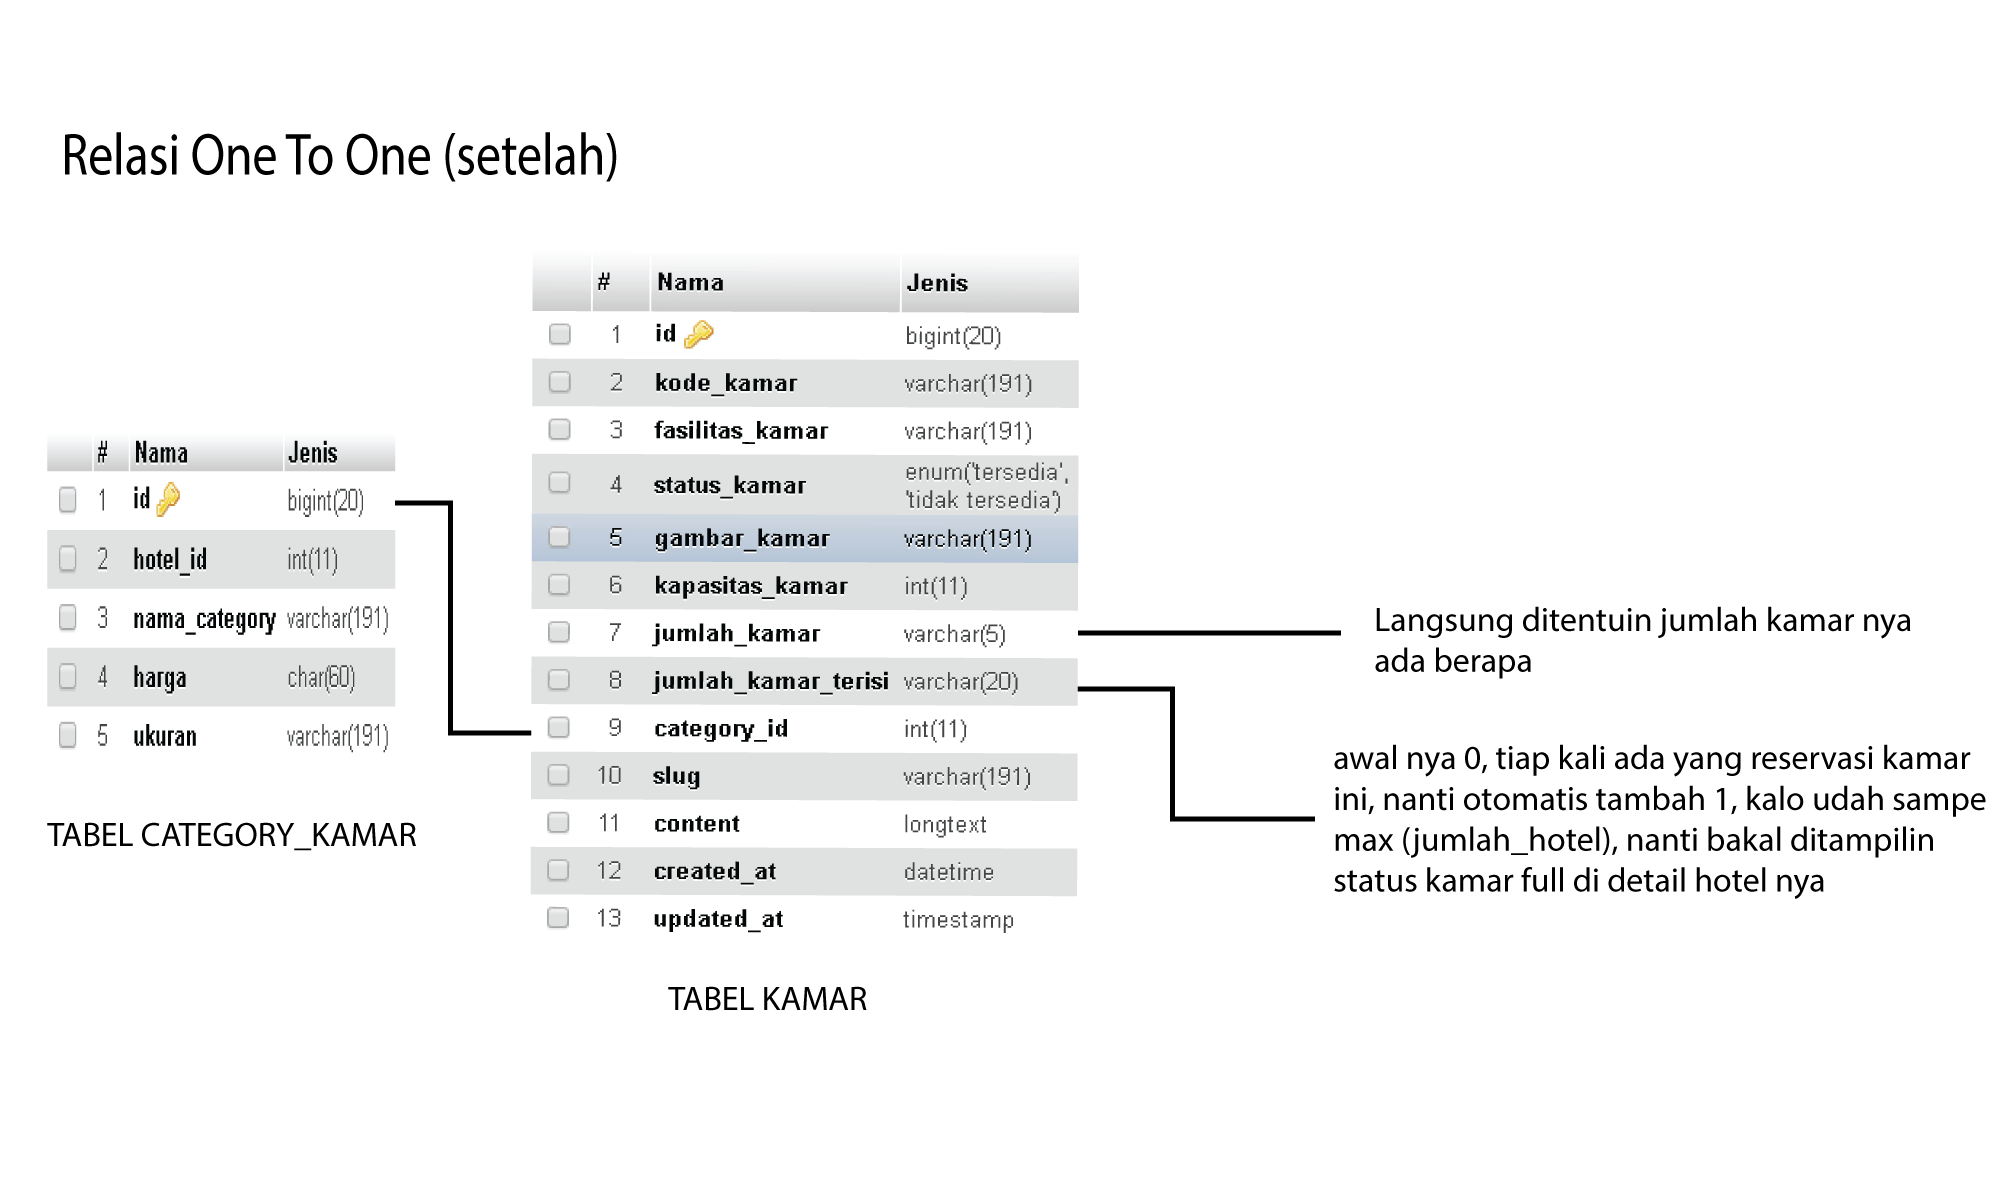 Relasi One To One (setelah)
# Nama Jenis
1 id bigint(20)
2 hotel_id int(11)
3 nama_category varchar(191)
4 harga char(60)
5 ukuran varchar(191)
TABEL CATEGORY_KAMAR
# Nama Jenis
1 id bigint(20)
2 kode_kamar varchar(191)
3 fasilitas_kamar varchar(191)
4 status_kamar enum('tersedia',
'tidak tersedia')
5 gambar_kamar varchar(191)
6 kapasitas_kamar int(11)
7 jumlah_kamar varchar(5)
8 jumlah_kamar_terisi varchar(20)
9 category_id int(11)
10 slug varchar(191)
11 content longtext
12 created_at datetime
13 updated_at timestamp
TABEL KAMAR
Langsung ditentuin jumlah kamar nya
ada berapa
awal nya 0, tiap kali ada yang reservasi kamar
ini, nanti otomatis tambah 1, kalo udah sampe
max (jumlah_hotel), nanti bakal ditampilin
status kamar full di detail hotel nya